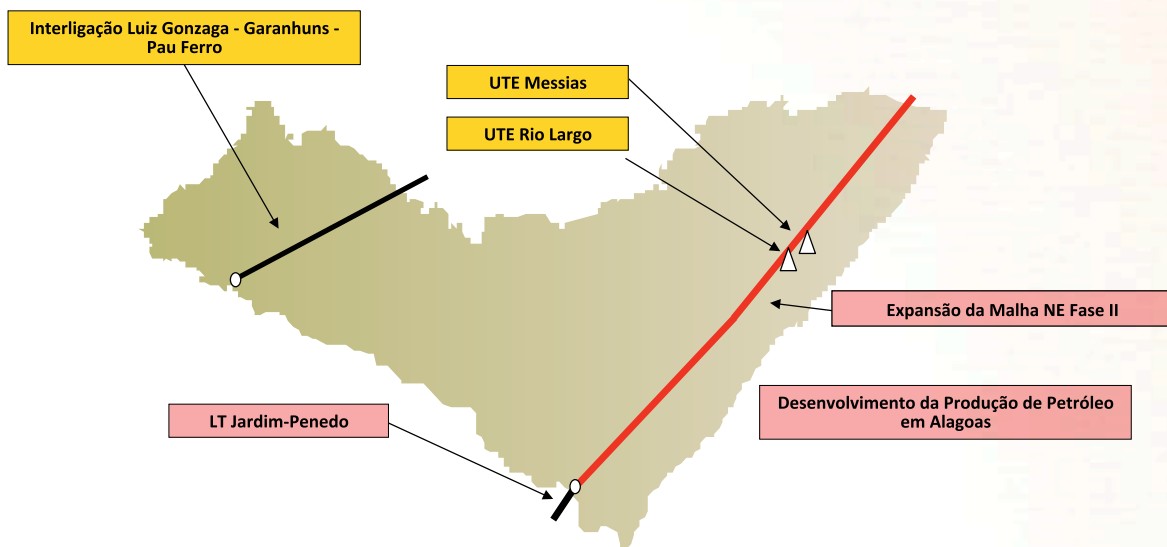 Interligação Luiz Gonzaga - Garanhuns -
Pau Ferro
UTE Messias
UTE Rio Largo
Expansão da Malha NE Fase II
Desenvolvimento da Produção de Petróleo
em Alagoas
LT Jardim-Penedo